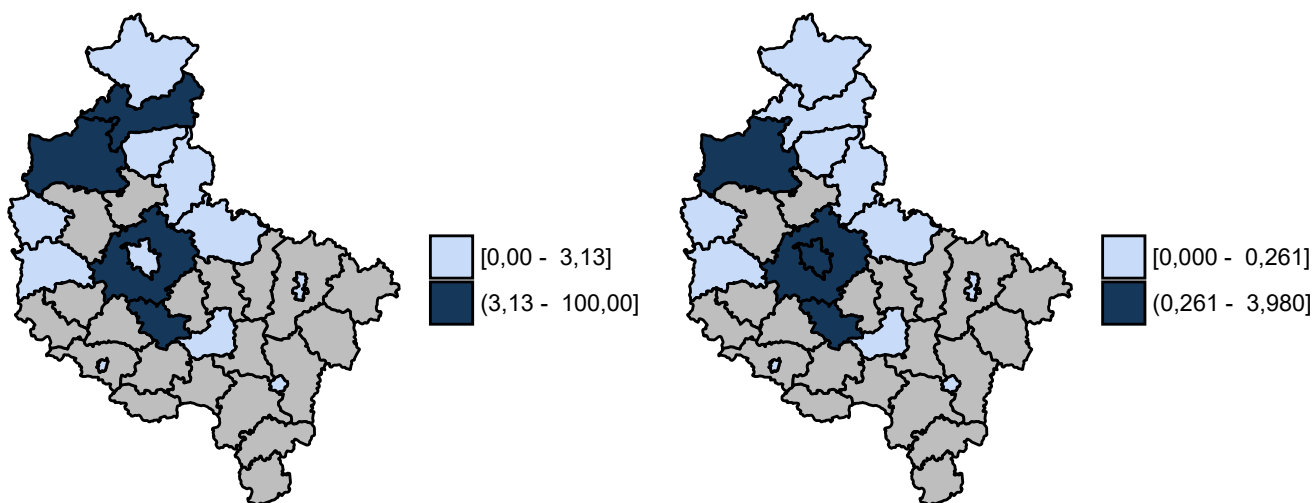 [0,00 - 3,13]
(3,13 - 100,00]
[0,000 - 0,261]
(0,261 - 3,980]